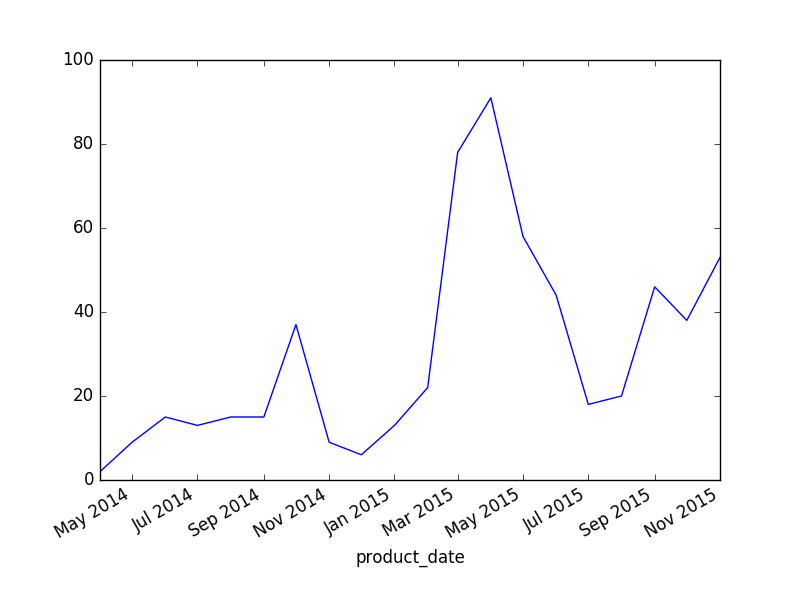 100
80
60
40
20
0
May 2014
Jul 2014
Sep 2014
Nov 2014
Jan 2015
Mar 2015
May 2015
Jul 2015
Sep 2015
Nov 2015
product_date